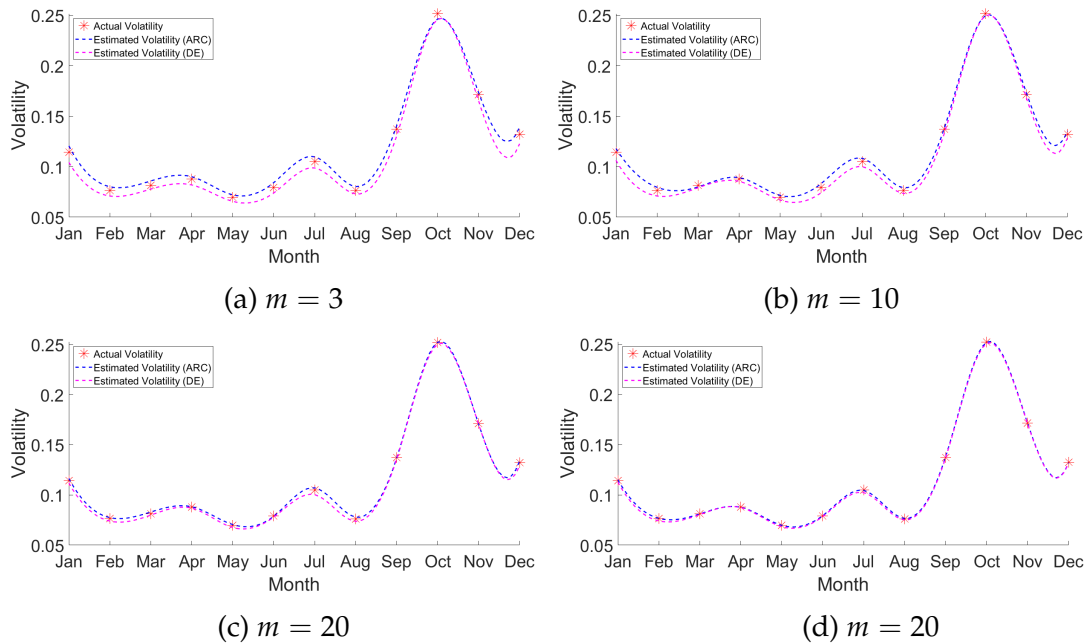 0.25
0.2
0.15
0.1
0.05
Volatility
Actual Volatility
Estimated Volatility (ARC)
Estimated Volatility (DE)
Jan Feb Mar Apr May Jun Jul Aug Sep Oct Nov Dec
Month
(a) m = 3
0.25
0.2
0.15
0.1
0.05
Volatility
Actual Volatility
Estimated Volatility (ARC)
Estimated Volatility (DE)
Jan Feb Mar Apr May Jun Jul Aug Sep Oct Nov Dec
Month
(b) m = 10
0.25
0.2
0.15
0.1
0.05
Volatility
Actual Volatility
Estimated Volatility (ARC)
Estimated Volatility (DE)
Jan Feb Mar Apr May Jun Jul Aug Sep Oct Nov Dec
Month
(c) m = 20
0.25
0.2
0.15
0.1
0.05
Volatility
Actual Volatility
Estimated Volatility (ARC)
Estimated Volatility (DE)
Jan Feb Mar Apr May Jun Jul Aug Sep Oct Nov Dec
Month
(d) m = 20